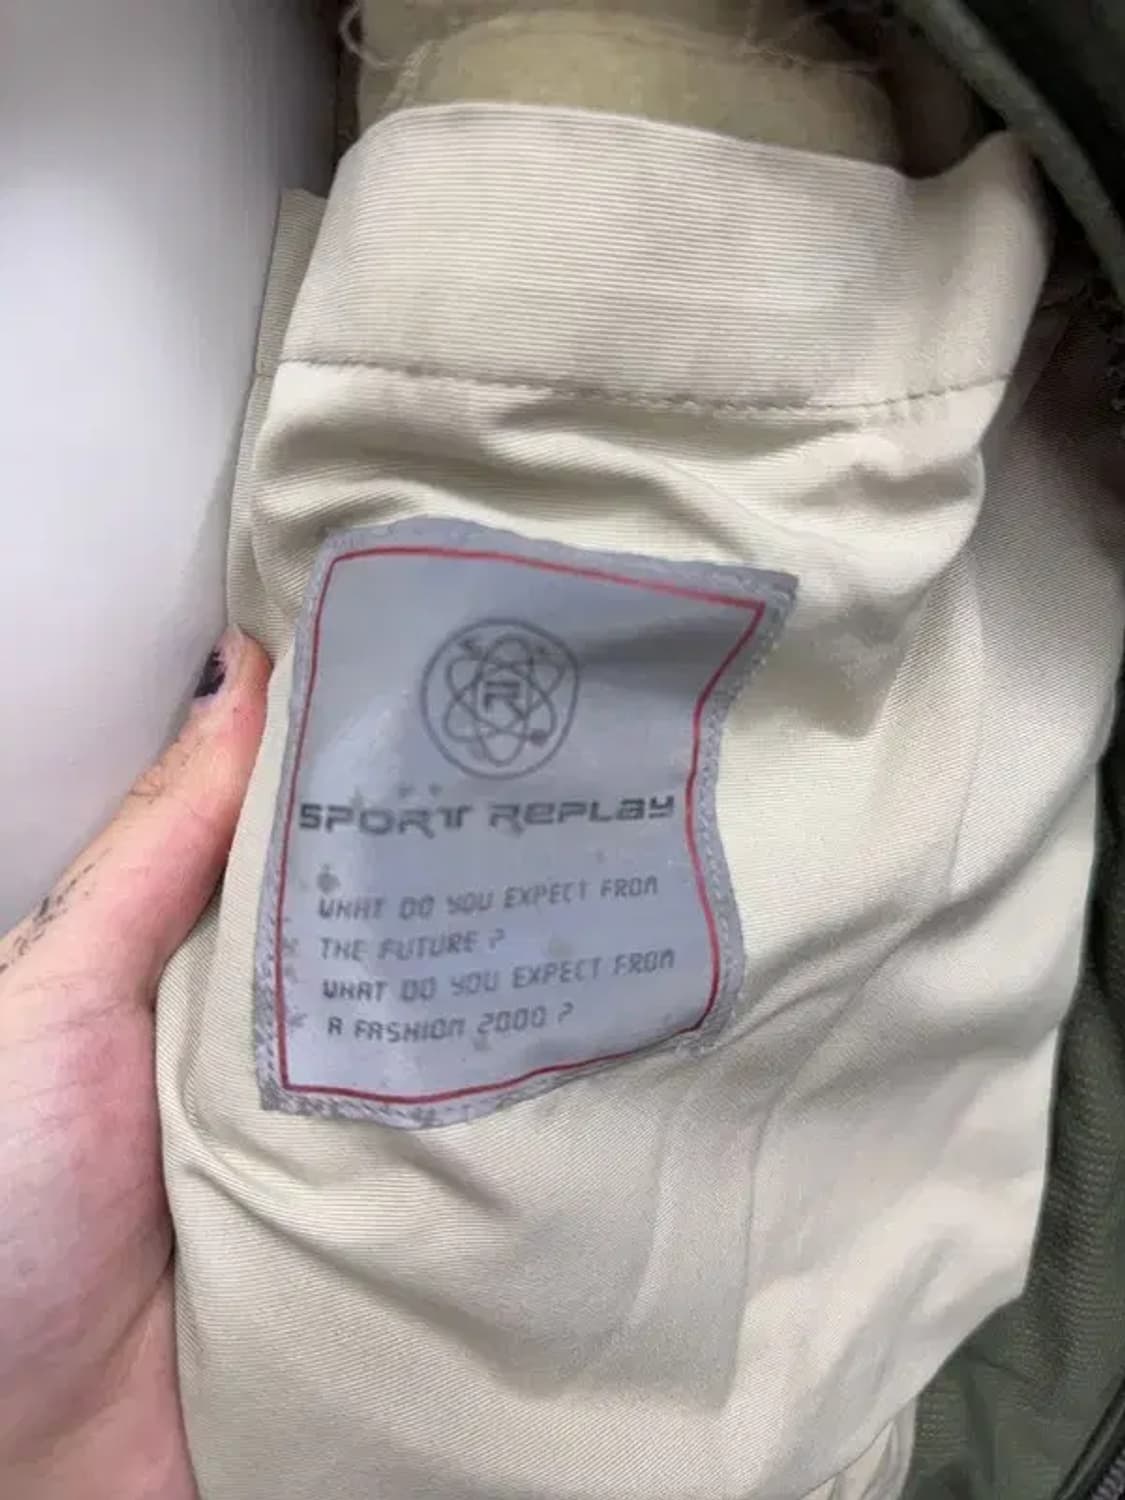 R
SPORT REPLAY
WHAT DO YOU EXPECT FROM
THE FUTURE ?
WHAT DO YOU EXPECT FROM
A FASHION 2000 ?